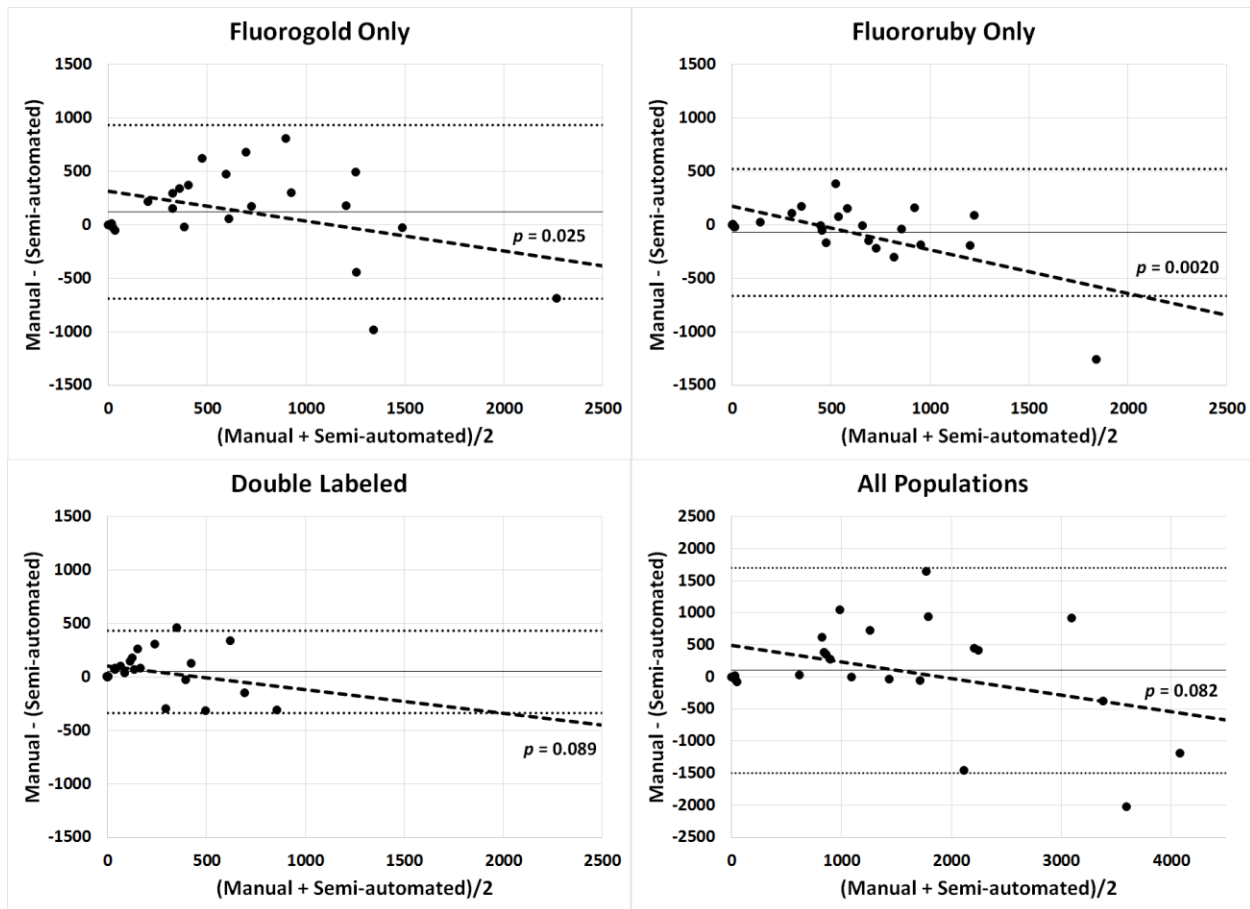 Fluorogold Only
1500
1000
500
0
-500
-1000
-1500
Manual - (Semi-automated)
p = 0.025
0 500 1000 1500 2000 2500
(Manual + Semi-automated)/2
Fluororuby Only
1500
1000
500
0
-500
-1000
-1500
Manual - (Semi-automated)
p = 0.0020
0 500 1000 1500 2000 2500
(Manual + Semi-automated)/2
Double Labeled
1500
1000
500
0
-500
-1000
-1500
Manual - (Semi-automated)
p = 0.089
0 500 1000 1500 2000 2500
(Manual + Semi-automated)/2
All Populations
2500
2000
1500
1000
500
0
-500
-1000
-1500
-2000
-2500
Manual - (Semi-automated)
p = 0.082
0 1000 2000 3000 4000
(Manual + Semi-automated)/2